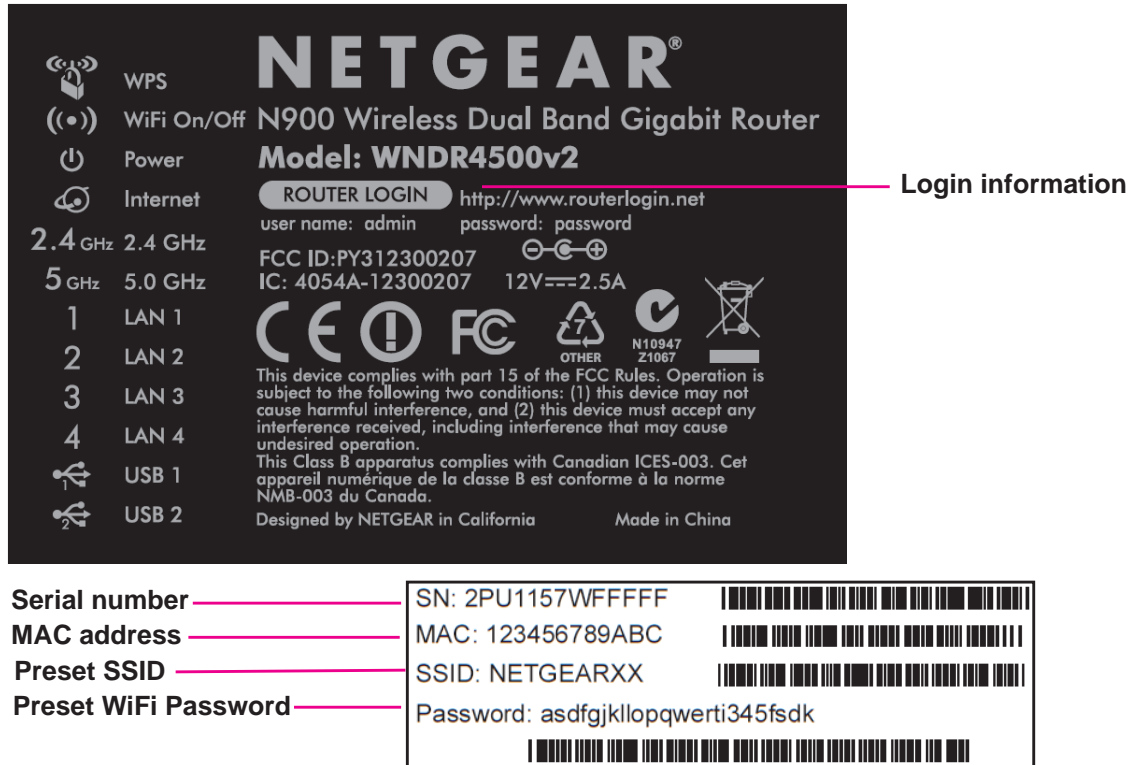 NETGEAR®
WPS
WiFi On/Off
N900 Wireless Dual Band Gigabit Router
Power
Model: WNDR4500v2
Internet
ROUTER LOGIN http://www.routerlogin.net
Login information
user name: admin password: password
2.4 GHz 2.4 GHz
FCC ID:PY312300207
5 GHz 5.0 GHz
IC: 4054A-12300207 12V⎓2.5A
1 LAN 1
2 LAN 2
3 LAN 3
4 LAN 4
1 USB 1
2 USB 2
CE FC
7
OTHER
N10947
Z1067
This device complies with part 15 of the FCC Rules. Operation is
subject to the following two conditions: (1) this device may not
cause harmful interference, and (2) this device must accept any
interference received, including interference that may cause
undesired operation.
This Class B apparatus complies with Canadian ICES-003. Cet
appareil numérique de la classe B est conforme à la norme
NMB-003 du Canada.
Designed by NETGEAR in California Made in China
Serial number
SN: 2PU1157WFFFFF
MAC address
MAC: 123456789ABC
Preset SSID
SSID: NETGEARXX
Preset WiFi Password
Password: asdfgjkllopqwerti345fsdk